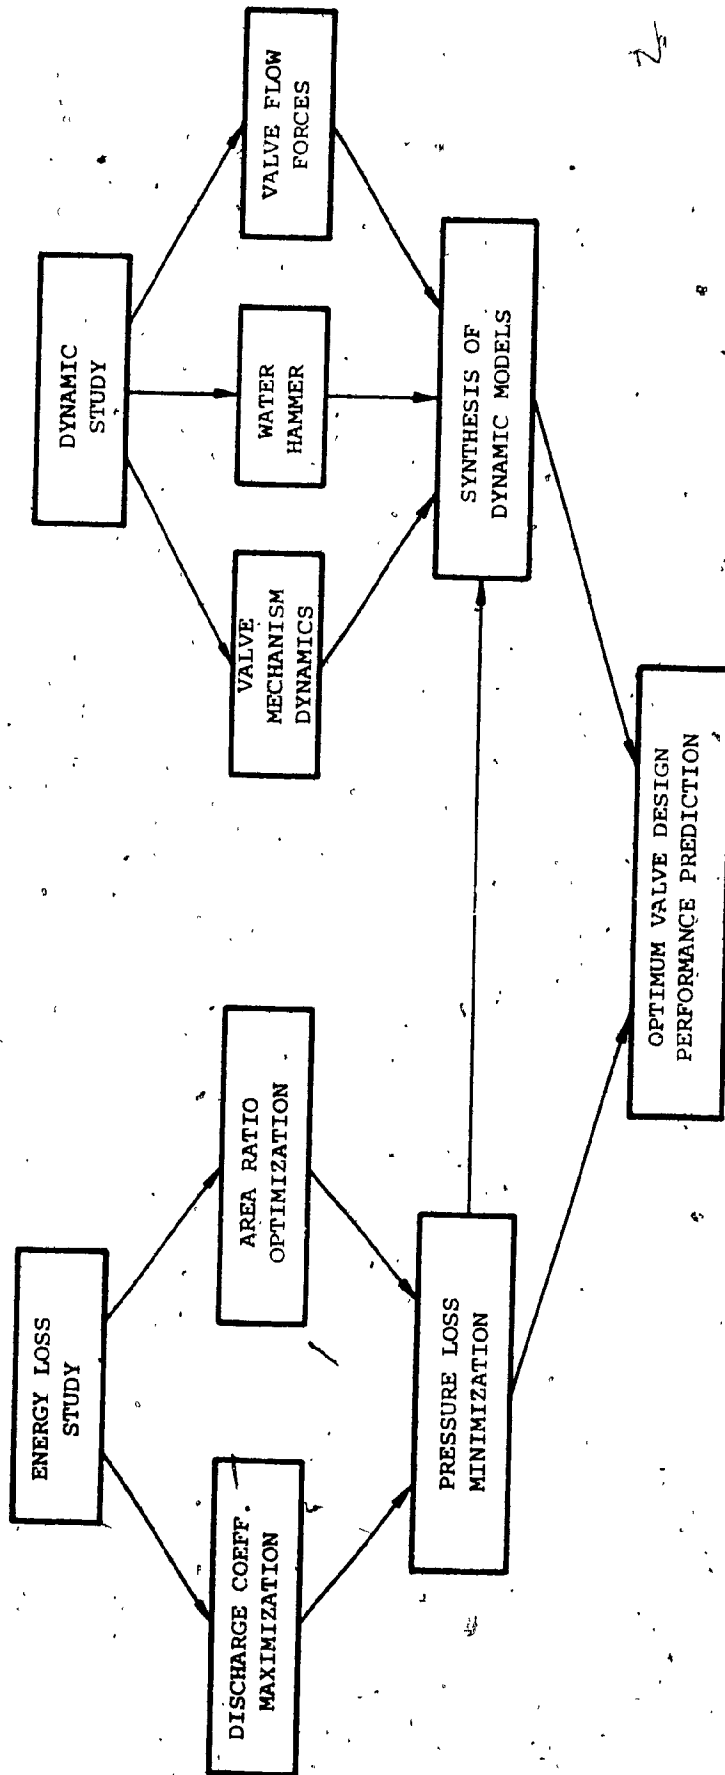 ENERGY LOSS
STUDY
DYNAMIC
STUDY
DISCHARGE COEFF.
MAXIMIZATION
AREA RATIO
OPTIMIZATION
VALVE
MECHANISM
DYNAMICS
WATER
HAMMER
VALVE FLOW
FORCES
PRESSURE LOSS
MINIMIZATION
SYNTHESIS OF
DYNAMIC MODELS
OPTIMUM VALVE DESIGN
PERFORMANCE PREDICTION